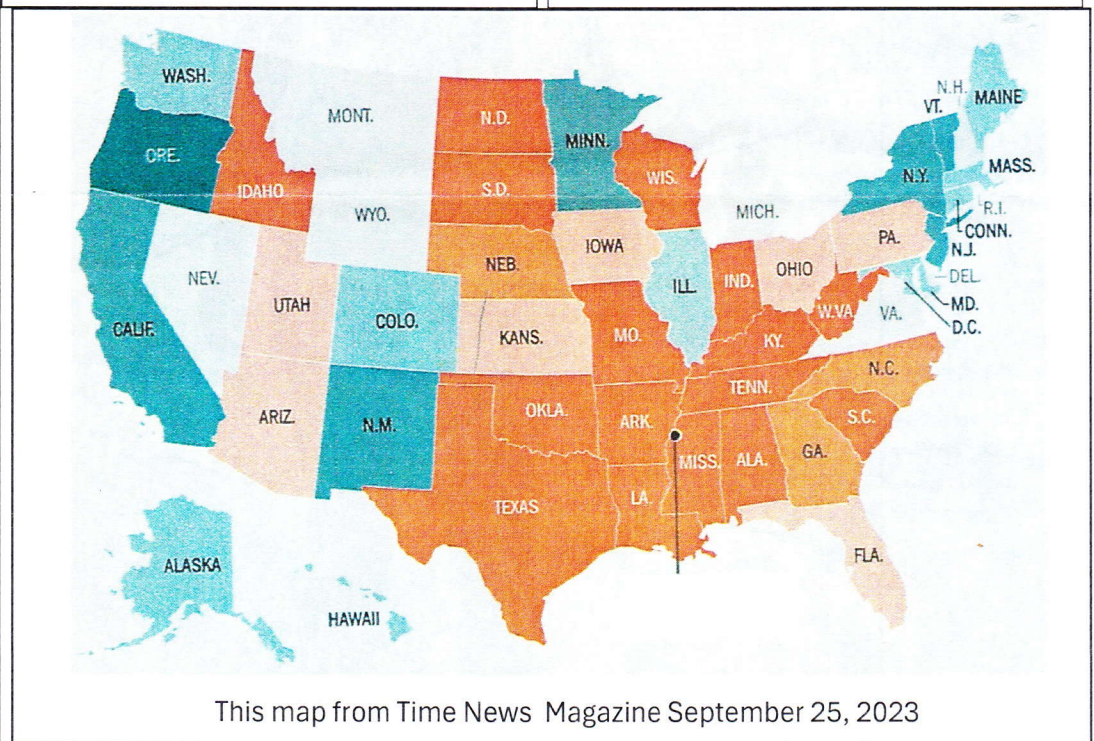 WASH.
MONT.
N.D.
MINN.
N.H.
VT.
MAINE
ORE.
IDAHO
WYO.
S.D.
WIS.
MICH.
N.Y.
MASS.
R.I.
CONN.
NEV.
UTAH
COLO.
NEB.
IOWA
ILL.
IND.
OHIO
PA.
N.J.
DEL.
MD.
D.C.
CALIF.
KANS.
MO.
KY.
W.VA.
VA.
ARIZ.
N.M.
OKLA.
ARK.
TENN.
N.C.
S.C.
TEXAS
LA.
MISS.
ALA.
GA.
FLA.
ALASKA
HAWAII
This map from Time News Magazine September 25, 2023